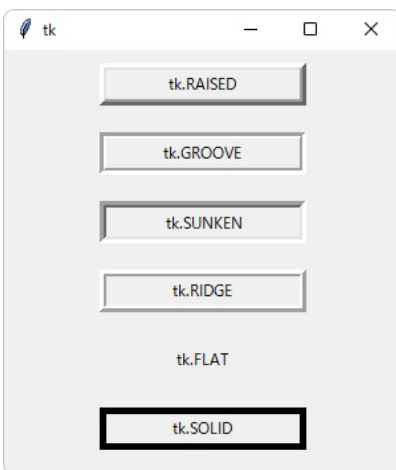 tk
tk.RAISED
tk.GROOVE
tk.SUNKEN
tk.RIDGE
tk.FLAT
tk.SOLID